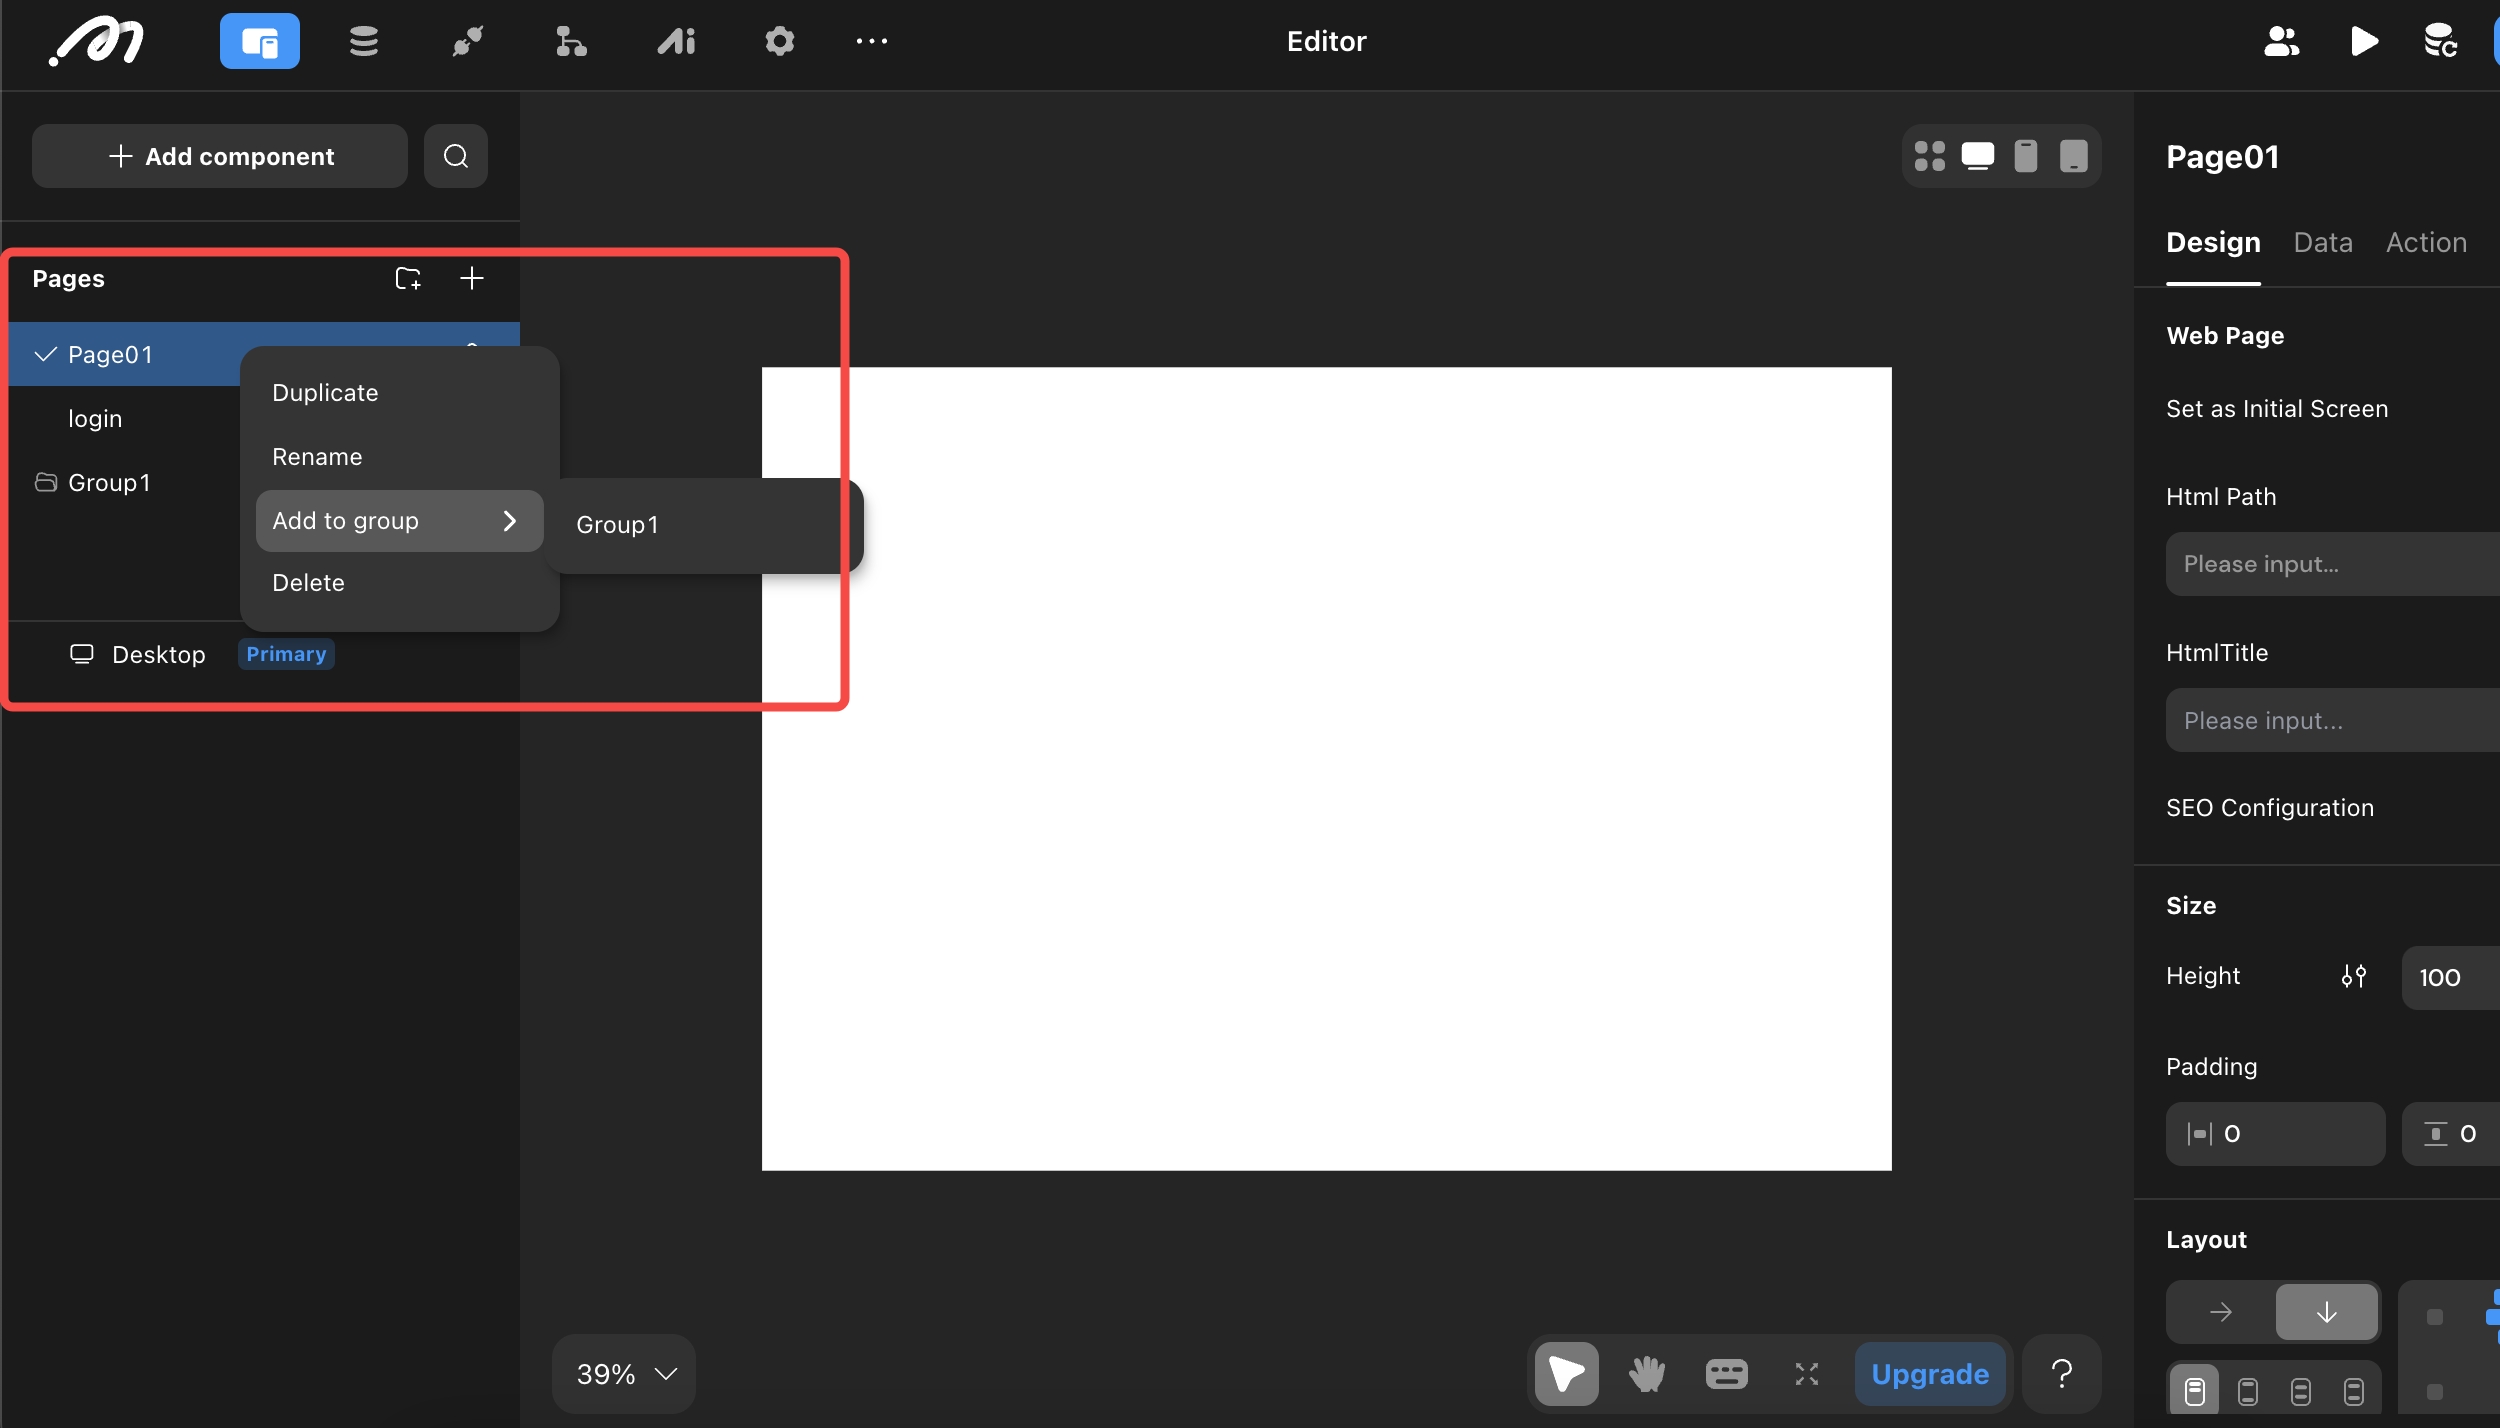 Editor
Add component
Pages
Page01
login
Group1
Duplicate
Rename
Add to group
Delete
Group1
Desktop
Primary
39%
Upgrade
Page01
Design
Data
Action
Web Page
Set as Initial Screen
Html Path
Please input...
HtmlTitle
Please input...
SEO Configuration
Size
Height
100
Padding
0
0
Layout